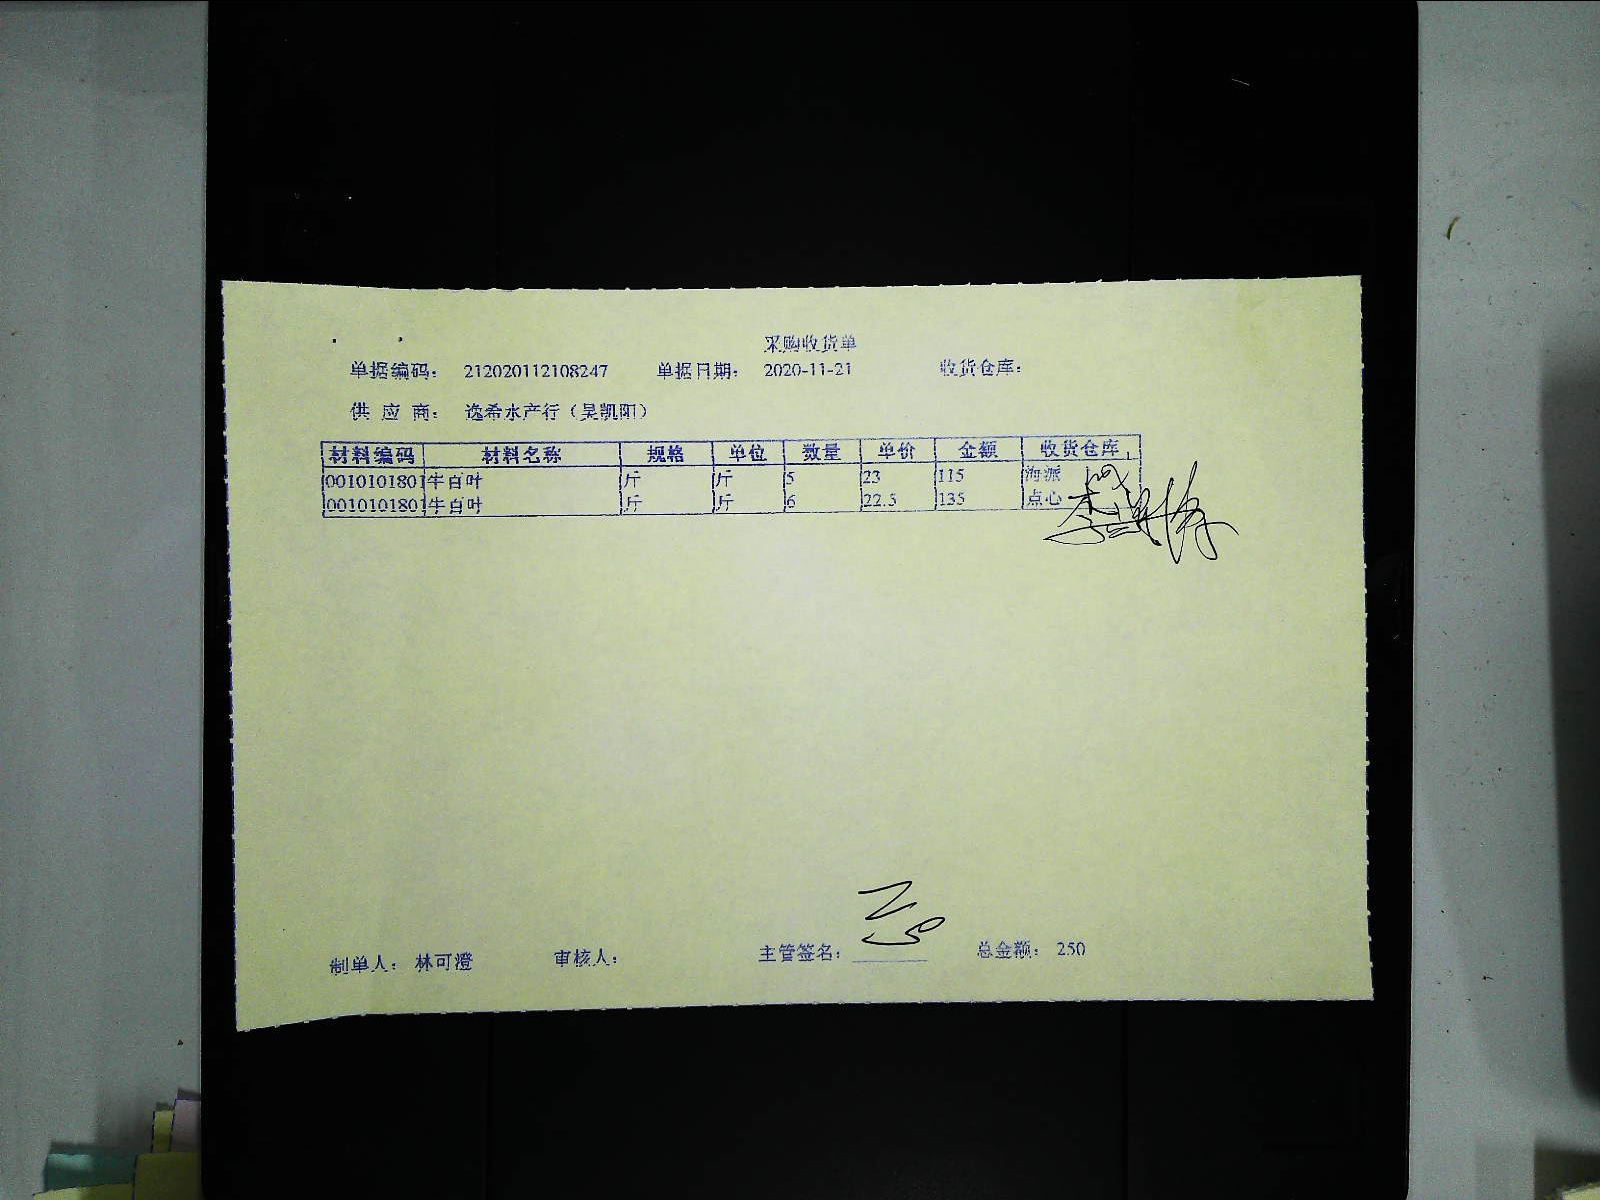 采购收货单
单据编码： 212020112108247 单据日期： 2020-11-21 收货仓库：
供 应 商： 逸希水产行（吴凯阳）
材料编码 材料名称 规格 单位 数量 单价 金额 收货仓库
0010101801 牛百叶 斤 斤 5 23 115 海派
0010101801 牛百叶 斤 斤 6 22.5 135 点心
制单人： 林可澄 审核人： 主管签名： 总金额： 250